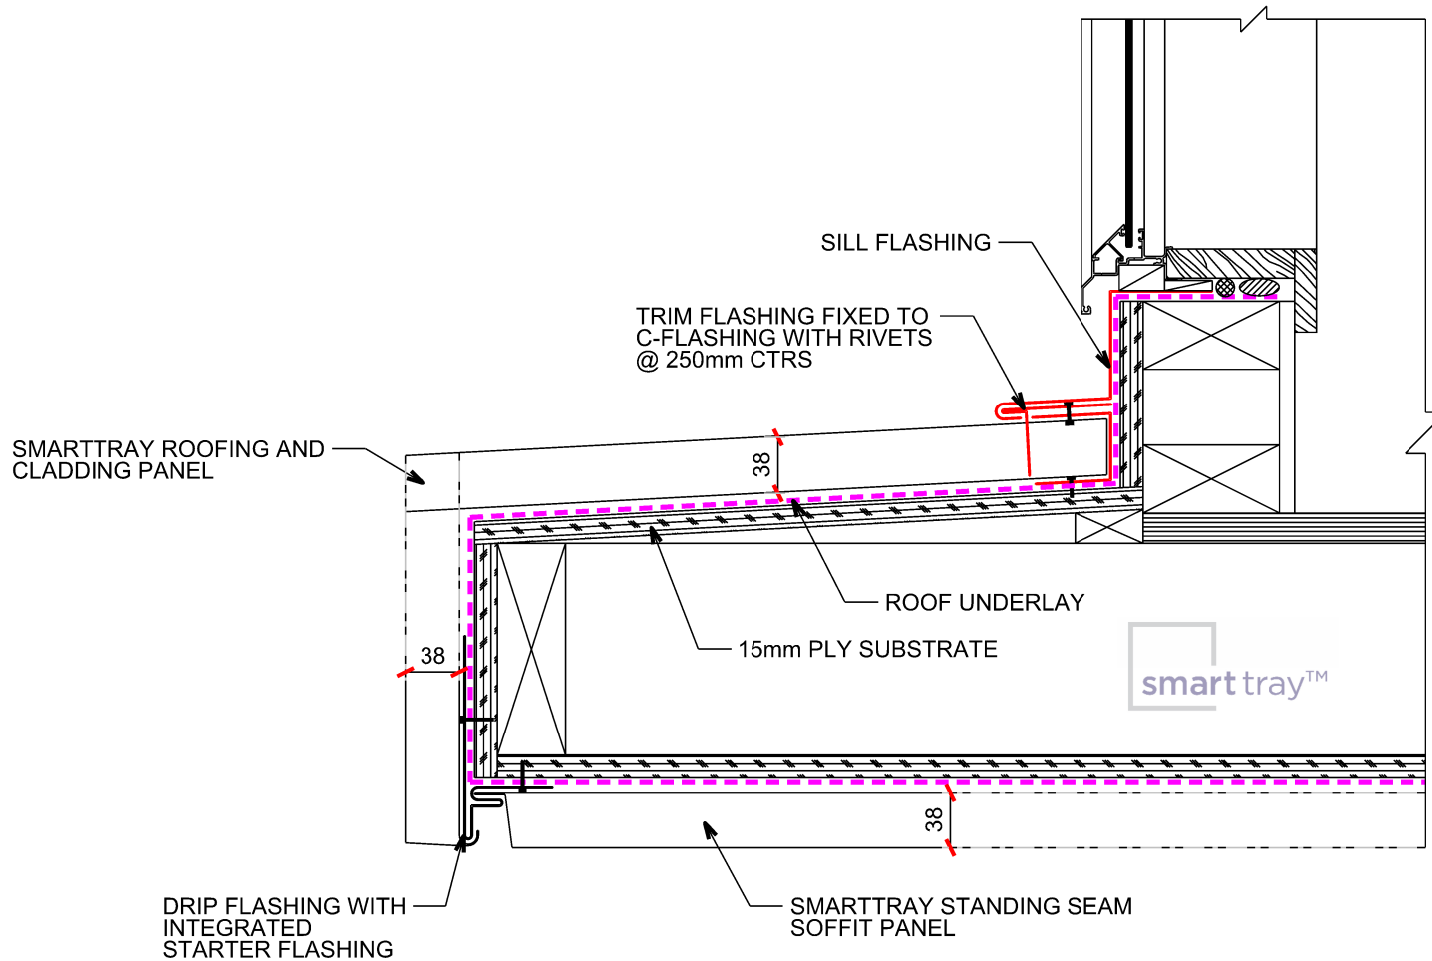 SILL FLASHING
TRIM FLASHING FIXED TO
C-FLASHING WITH RIVETS
@ 250mm CTRS
SMARTTRAY ROOFING AND
CLADDING PANEL
38
ROOF UNDERLAY
15mm PLY SUBSTRATE
38
smart tray™
38
DRIP FLASHING WITH
INTEGRATED
STARTER FLASHING
SMARTTRAY STANDING SEAM
SOFFIT PANEL